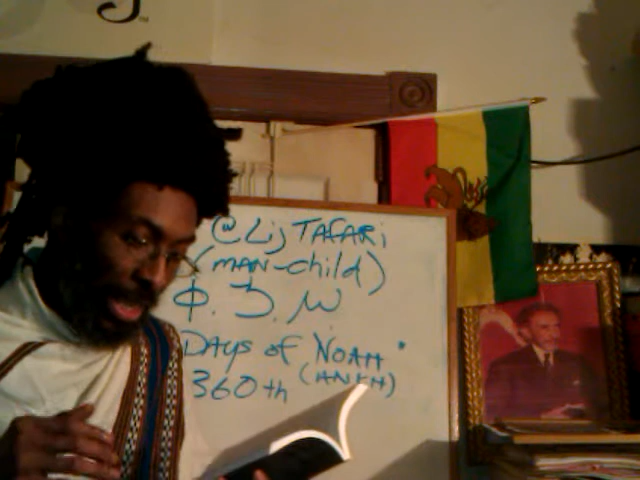 @Lij TAFARi
(MAN-child)
Days of NOAH
360th (ANKH)